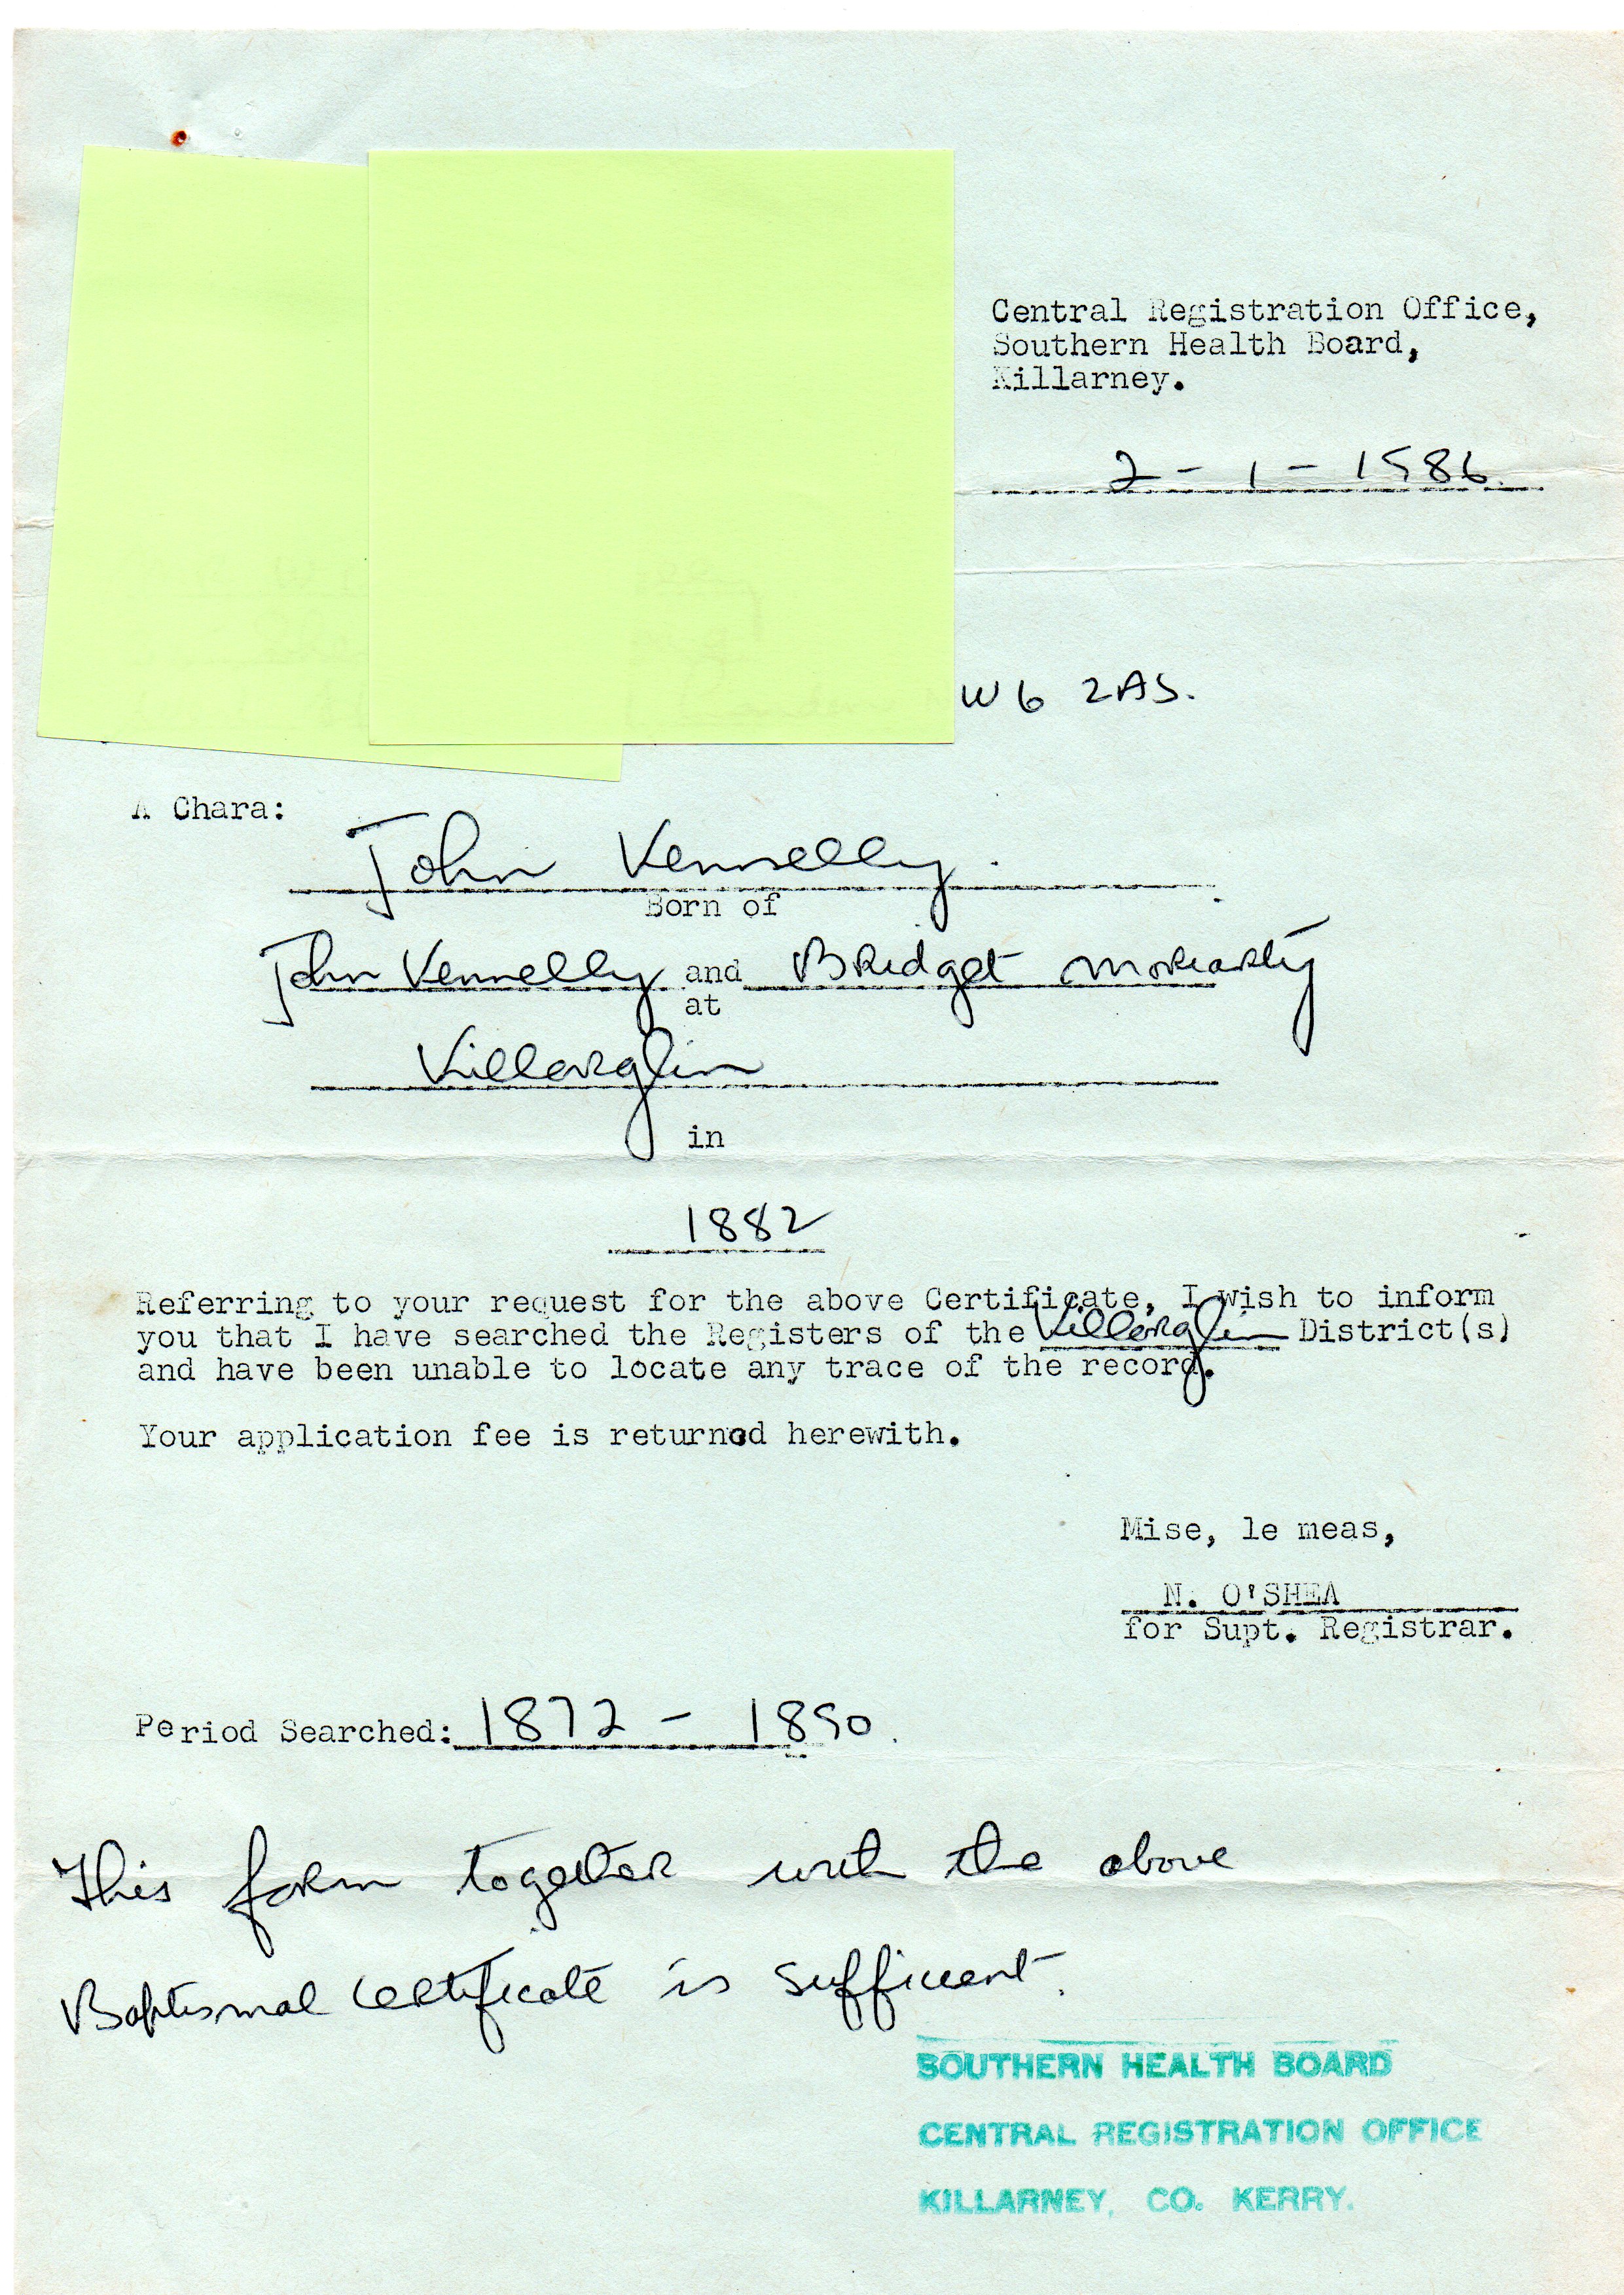 Central Registration Office,
Southern Health Board,
Killarney.
2 - 1 - 1986.
W6 2AS.
A Chara:
John Kennelly.
Born of
John Kennelly and Bridget Moriarty
at
Killorglin
in
1882
Referring to your request for the above Certificate, I wish to inform
you that I have searched the Registers of the Killorglin District(s)
and have been unable to locate any trace of the record.
Your application fee is returned herewith.
Mise, le meas,
N. O'SHEA
for Supt. Registrar.
Period Searched: 1872 - 1890.
This form together with the above
Baptismal Certificate is sufficient.
SOUTHERN HEALTH BOARD
CENTRAL REGISTRATION OFFICE
KILLARNEY, CO. KERRY.